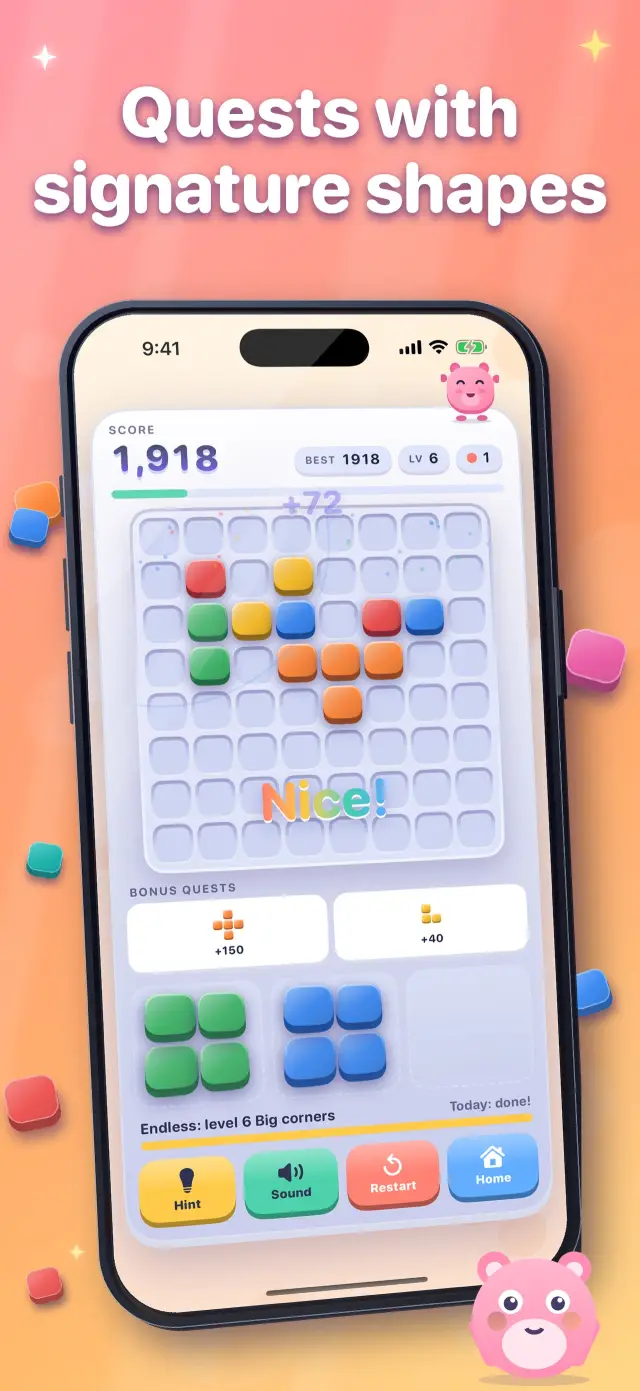 Quests with
signature shapes
9:41
SCORE
1,918
BEST 1918
LV 6
1
+72
Nice!
BONUS QUESTS
+150
+40
Endless: level 6 Big corners
Today: done!
Hint
Sound
Restart
Home